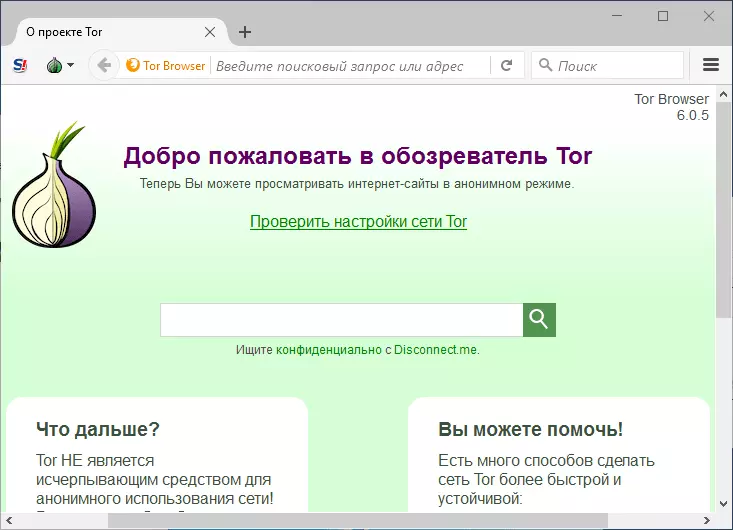 О проекте Tor
Tor Browser
Введите поисковый запрос или адрес
Поиск
Tor Browser
6.0.5
Добро пожаловать в обозреватель Tor
Теперь Вы можете просматривать интернет-сайты в анонимном режиме.
Проверить настройки сети Tor
Ищите конфиденциально с Disconnect.me.
Что дальше?
Tor НЕ является
исчерпывающим средством для
анонимного использования сети!
Вы можете помочь!
Есть много способов сделать
сеть Tor более быстрой и
устойчивой: